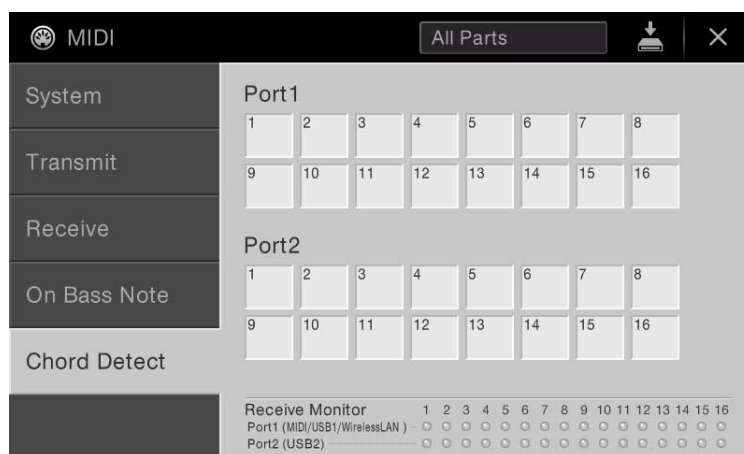 MIDI All Parts
System
Transmit
Receive
On Bass Note
Chord Detect
Port1
1 2 3 4 5 6 7 8
9 10 11 12 13 14 15 16
Port2
1 2 3 4 5 6 7 8
9 10 11 12 13 14 15 16
Receive Monitor 1 2 3 4 5 6 7 8 9 10 11 12 13 14 15 16
Port1 (MIDI/USB1/WirelessLAN )
Port2 (USB2)